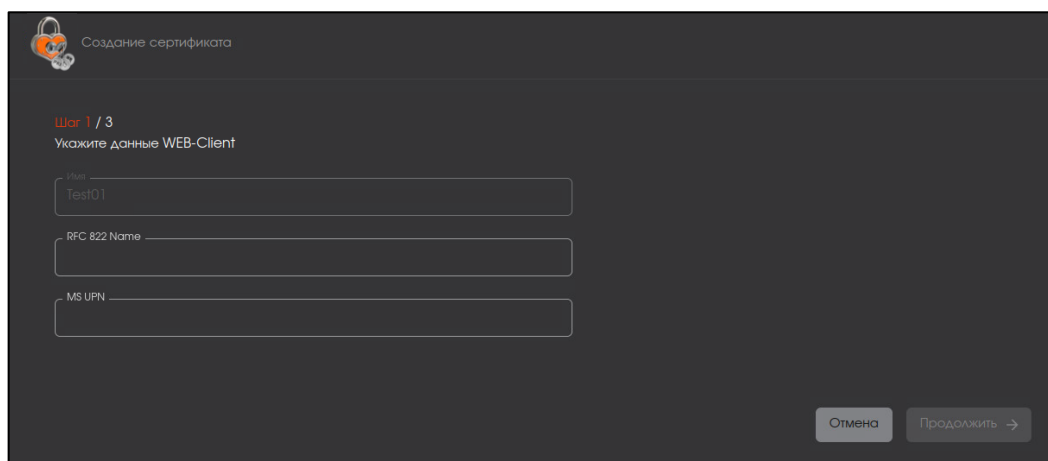 Создание сертификата
Шаг 1 / 3
Укажите данные WEB-Client
Имя
Test01
RFC 822 Name
MS UPN
Отмена
Продолжить →